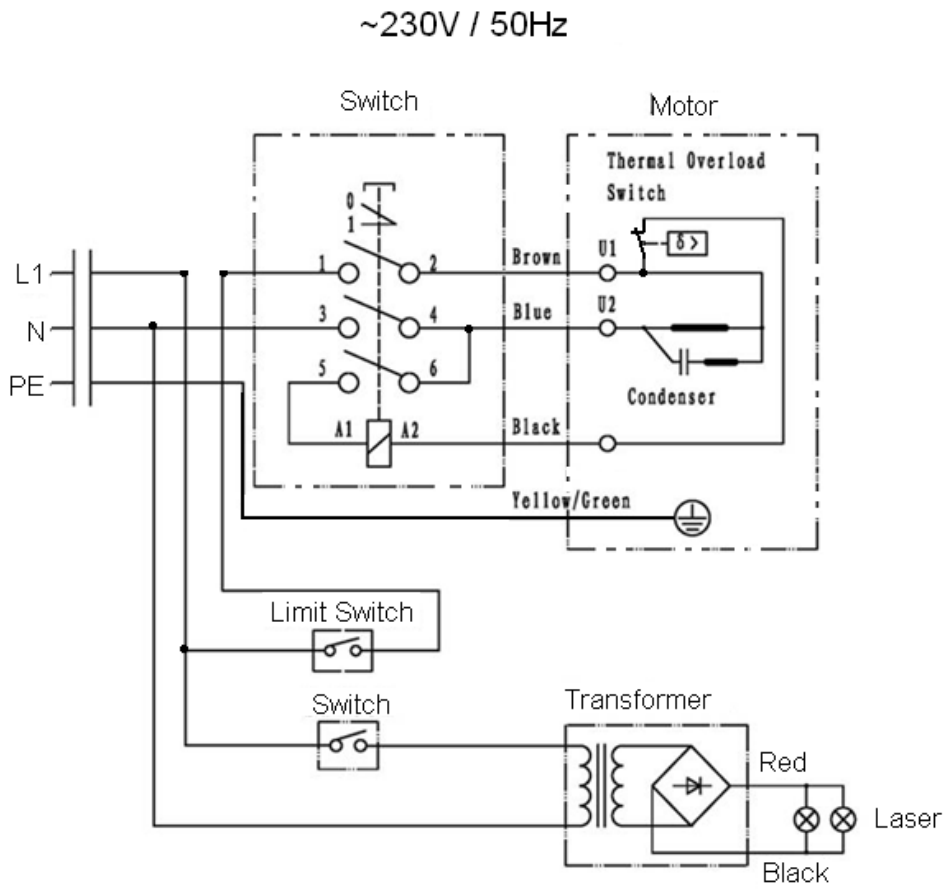 ~230V / 50Hz
Switch
Motor
Thermal Overload
Switch
0
1
δ >
U1
1
2
Brown
L1
U2
3
4
Blue
N
5
6
PE
Condenser
A1
A2
Black
Yellow/Green
Limit Switch
Switch
Transformer
Red
Laser
Black